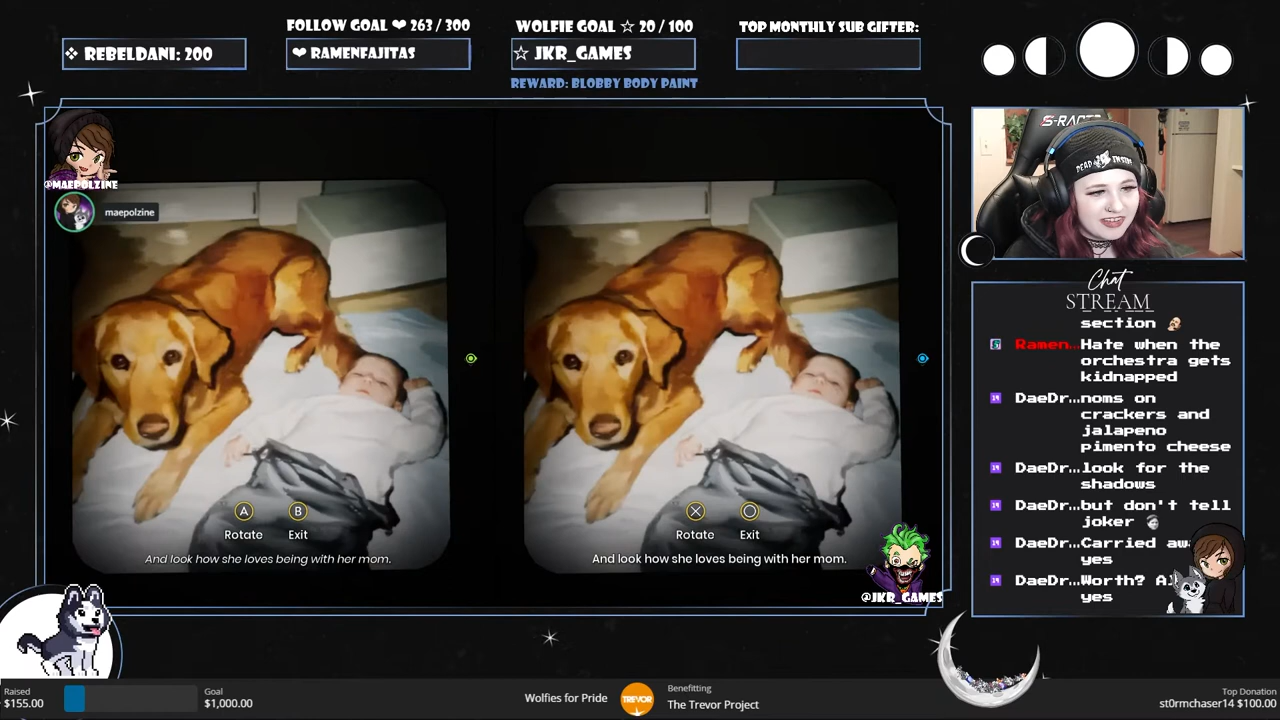 ❖ REBELDANI: 200
FOLLOW GOAL ❤ 263 / 300
❤ RAMENFAJITAS
WOLFIE GOAL ☆ 20 / 100
☆ JKR_GAMES
REWARD: BLOBBY BODY PAINT
TOP MONTHLY SUB GIFTER:
@MAEPOLZINE
maepolzine
A
Rotate
B
Exit
And look how she loves being with her mom.
Rotate
Exit
And look how she loves being with her mom.
@JKR_GAMES
DEAD INSIDE
Chat
STREAM
section
Ramen...Hate when the
orchestra gets
kidnapped
DaeDr...noms on
crackers and
jalapeno
pimento cheese
DaeDr...look for the
shadows
DaeDr...but don't tell
joker
DaeDr...Carried
yes
DaeDr...Worth?
yes
Raised
$155.00
Goal
$1,000.00
Wolfies for Pride
TREVOR
Benefitting
The Trevor Project
Top Donation
st0rmchaser14 $100.00